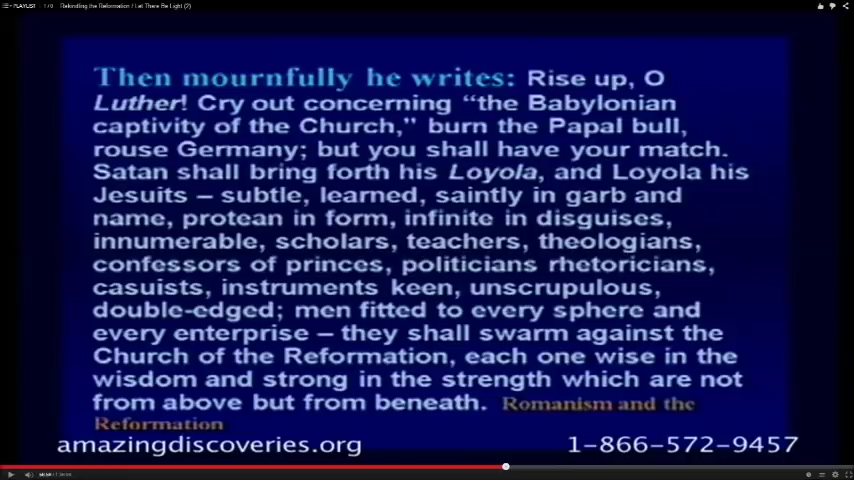 PLAYLIST 1 / 0 Rekindling the Reformation / Let There Be Light (2)
Then mournfully he writes: Rise up, O
Luther! Cry out concerning “the Babylonian
captivity of the Church,” burn the Papal bull,
rouse Germany; but you shall have your match.
Satan shall bring forth his Loyola, and Loyola his
Jesuits – subtle, learned, saintly in garb and
name, protean in form, infinite in disguises,
innumerable, scholars, teachers, theologians,
confessors of princes, politicians rhetoricians,
casuists, instruments keen, unscrupulous,
double-edged; men fitted to every sphere and
every enterprise – they shall swarm against the
Church of the Reformation, each one wise in the
wisdom and strong in the strength which are not
from above but from beneath. Romanism and the
Reformation
amazingdiscoveries.org 1-866-572-9457